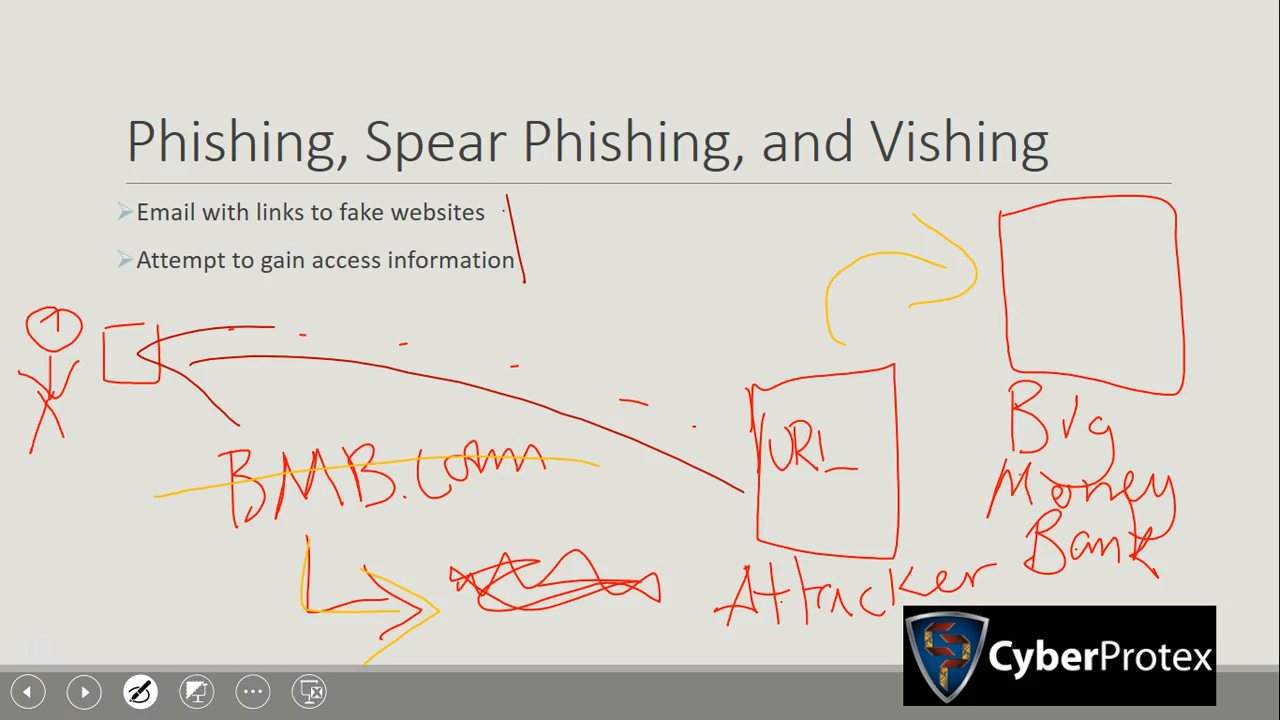 Phishing, Spear Phishing, and Vishing
Email with links to fake websites
Attempt to gain access information
URL
BMB.com
Big
Money
Bank
Attacker
CyberProtex